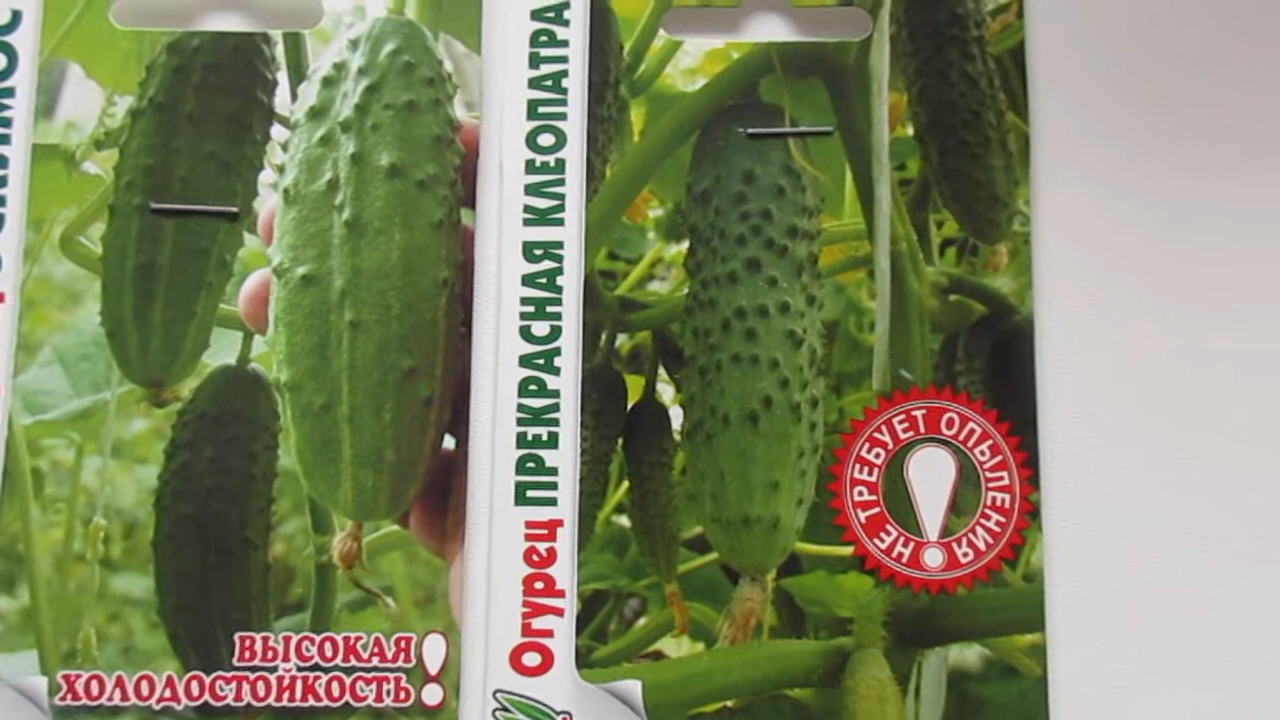 ВЫСОКАЯ
ХОЛОДОСТОЙКОСТЬ!
Огурец ПРЕКРАСНАЯ КЛЕОПАТРА
НЕ ТРЕБУЕТ ОПЫЛЕНИЯ